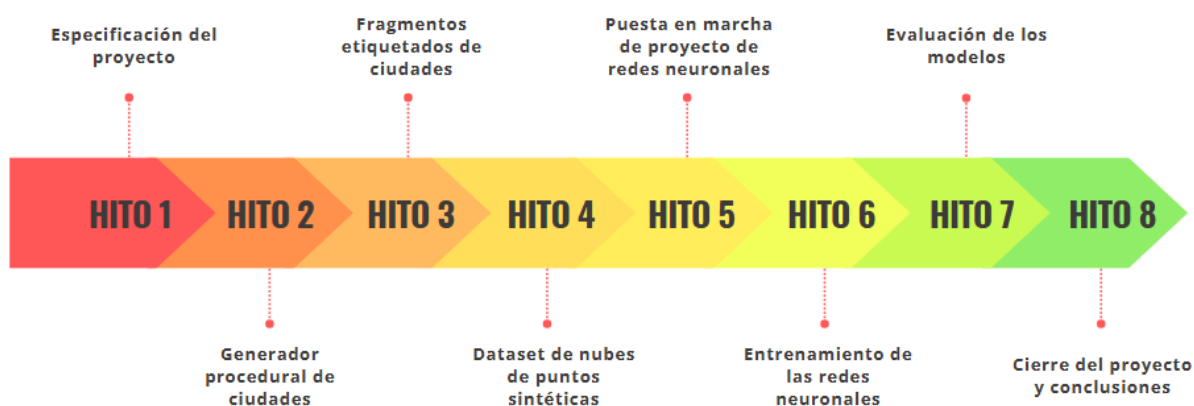 Especificación del
proyecto
Fragmentos
etiquetados de
ciudades
Puesta en marcha
de proyecto de
redes neuronales
Evaluación de los
modelos
HITO 1
HITO 2
HITO 3
HITO 4
HITO 5
HITO 6
HITO 7
HITO 8
Generador
procedural de
ciudades
Dataset de nubes
de puntos
sintéticas
Entrenamiento de
las redes
neuronales
Cierre del proyecto
y conclusiones